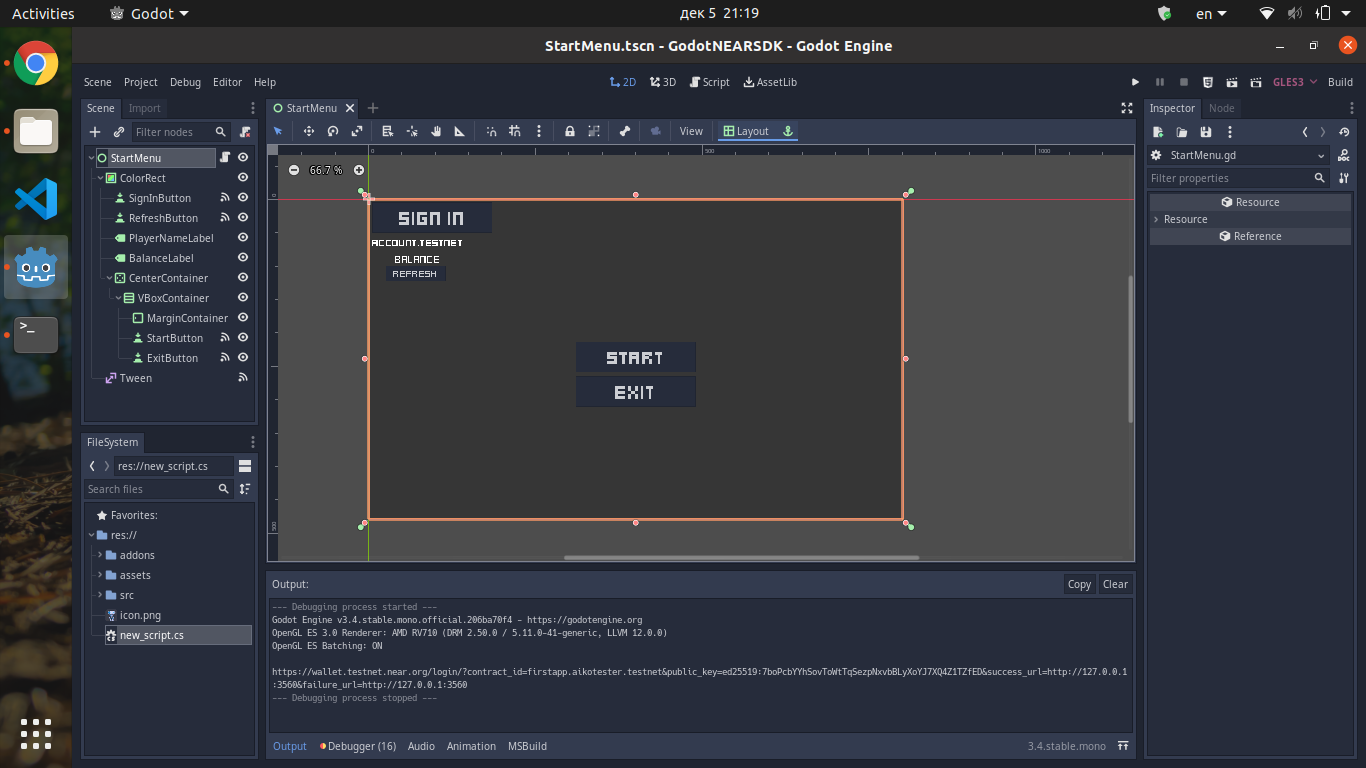 Activities Godot дек 5 21:19 en
StartMenu.tscn - GodotNEARSDK - Godot Engine
Scene Project Debug Editor Help 2D 3D Script AssetLib GLES3 Build
Scene Import StartMenu Inspector Node
Filter nodes View Layout
StartMenu
ColorRect
SignInButton
RefreshButton
PlayerNameLabel
BalanceLabel
CenterContainer
VBoxContainer
MarginContainer
StartButton
ExitButton
Tween
0 500 1000
66.7 %
0
500
SIGN IN
ACCOUNT.TESTNET
BALANCE
REFRESH
START
EXIT
StartMenu.gd
Filter properties
Resource
Resource
Reference
FileSystem
res://new_script.cs
Search files
Favorites:
res://
addons
assets
src
icon.png
new_script.cs
Output: Copy Clear
--- Debugging process started ---
Godot Engine v3.4.stable.mono.official.206ba70f4 - https://godotengine.org
OpenGL ES 3.0 Renderer: AMD RV710 (DRM 2.50.0 / 5.11.0-41-generic, LLVM 12.0.0)
OpenGL ES Batching: ON
https://wallet.testnet.near.org/login/?contract_id=firstapp.aikotester.testnet&public_key=ed25519:7boPcbYYhSovToWtTqSezpNxvbBLyXoYJ7XQ4Z1TZfED&success_url=http://127.0.0.1
:3560&failure_url=http://127.0.0.1:3560
--- Debugging process stopped ---
Output Debugger (16) Audio Animation MSBuild 3.4.stable.mono